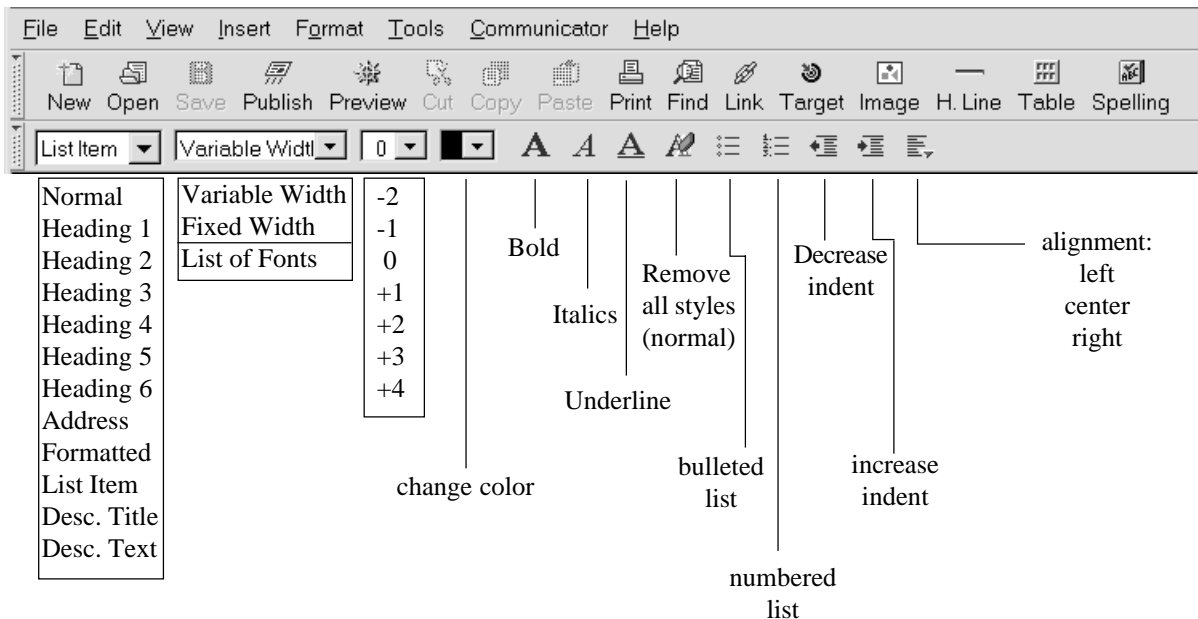 File Edit View Insert Format Tools Communicator Help
New Open Save Publish Preview Cut Copy Paste Print Find Link Target Image H. Line Table Spelling
List Item Variable Widtl 0 A A A
Normal
Heading 1
Heading 2
Heading 3
Heading 4
Heading 5
Heading 6
Address
Formatted
List Item
Desc. Title
Desc. Text
Variable Width
Fixed Width
List of Fonts
-2
-1
0
+1
+2
+3
+4
change color
Bold
Italics
Underline
Remove
all styles
(normal)
bulleted
list
numbered
list
Decrease
indent
increase
indent
alignment:
left
center
right